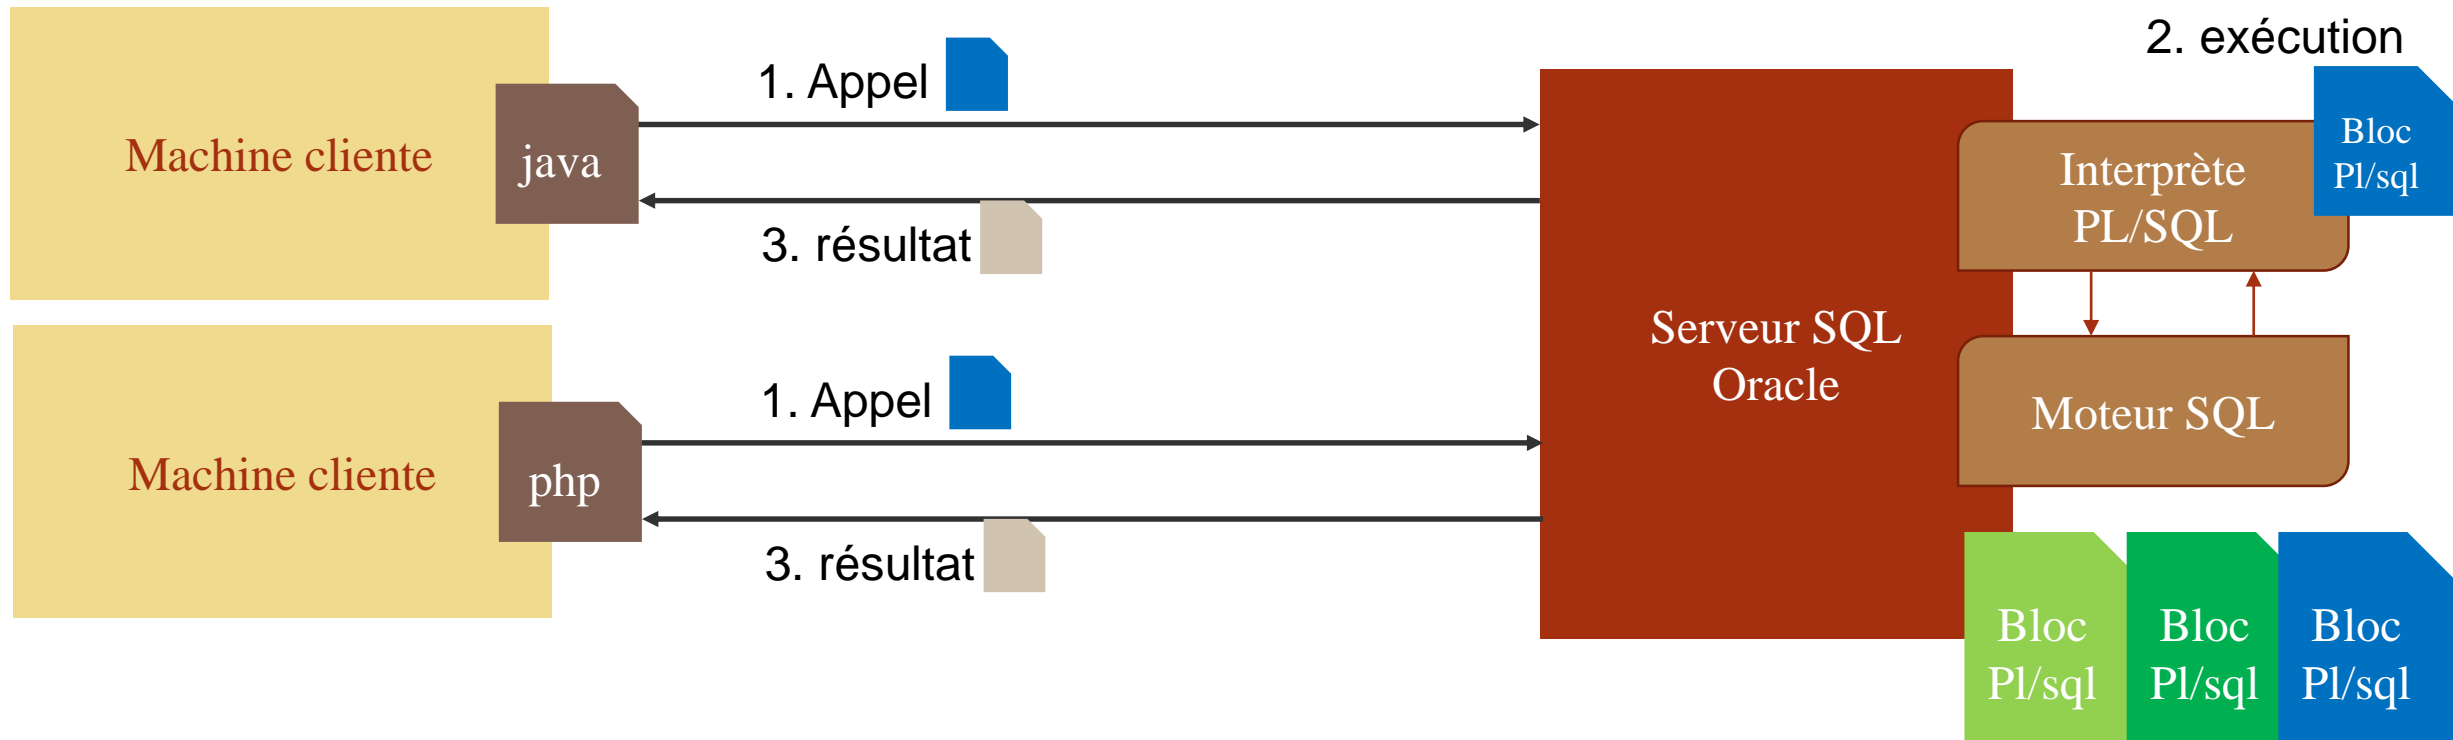 2. exécution
1. Appel
Machine cliente
java
3. résultat
Interprète
PL/SQL
Bloc
Pl/sql
Serveur SQL
Oracle
1. Appel
Machine cliente
php
3. résultat
Moteur SQL
Bloc
Pl/sql
Bloc
Pl/sql
Bloc
Pl/sql